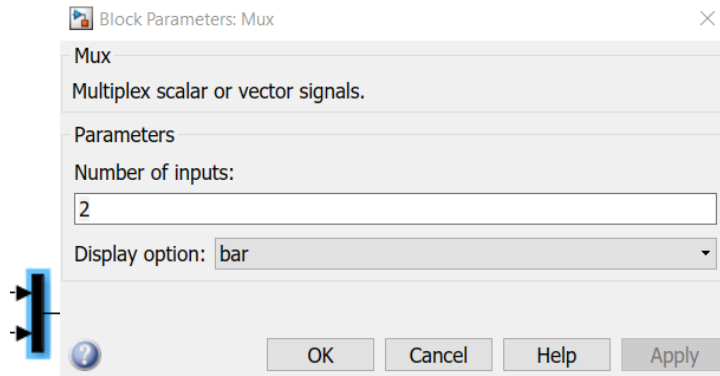 Block Parameters: Mux
Mux
Multiplex scalar or vector signals.
Parameters
Number of inputs:
2
Display option: bar
OK Cancel Help Apply